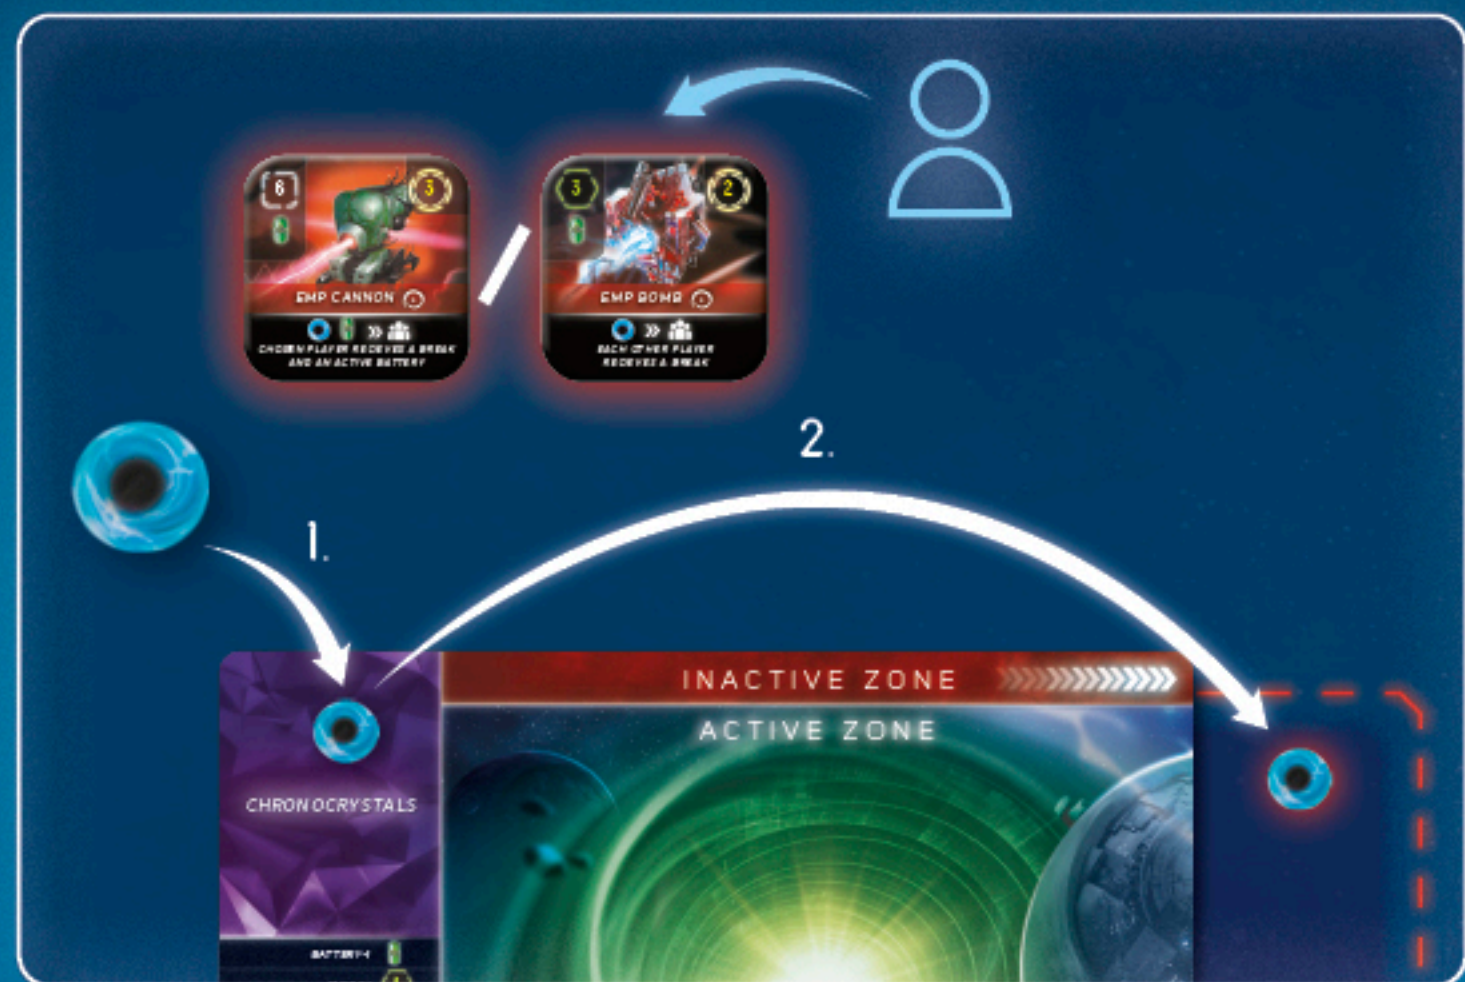 6
3
3
2
EMP CANNON
EMP BOMB
CHOSEN PLAYER RECEIVES A BREAK
AND AN ACTIVE BATTERY
EACH OTHER PLAYER
RECEIVES A BREAK
2.
1.
INACTIVE ZONE
ACTIVE ZONE
CHRONOCRYSTALS